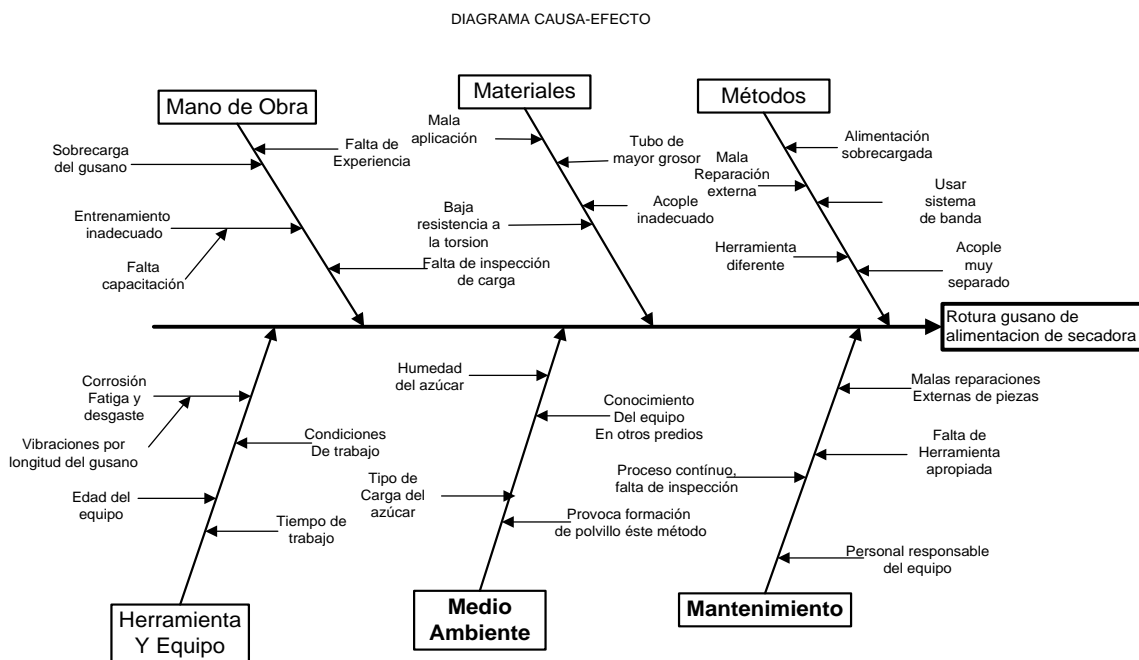 DIAGRAMA CAUSA-EFECTO
Mano de Obra
Materiales
Métodos
Sobrecarga
del gusano
Falta de
Experiencia
Entrenamiento
inadecuado
Falta
capacitación
Falta de inspección
de carga
Mala
aplicación
Tubo de
mayor grosor
Acople
inadecuado
Baja
resistencia a
la torsion
Alimentación
sobrecargada
Mala
Reparación
externa
Usar
sistema
de banda
Herramienta
diferente
Acople
muy
separado
Rotura gusano de
alimentacion de secadora
Corrosión
Fatiga y
desgaste
Vibraciones por
longitud del gusano
Condiciones
De trabajo
Edad del
equipo
Tiempo de
trabajo
Humedad
del azúcar
Conocimiento
Del equipo
En otros predios
Tipo de
Carga del
azúcar
Provoca formación
de polvillo éste método
Malas reparaciones
Externas de piezas
Falta de
Herramienta
apropiada
Proceso contínuo,
falta de inspección
Personal responsable
del equipo
Herramienta
Y Equipo
Medio
Ambiente
Mantenimiento